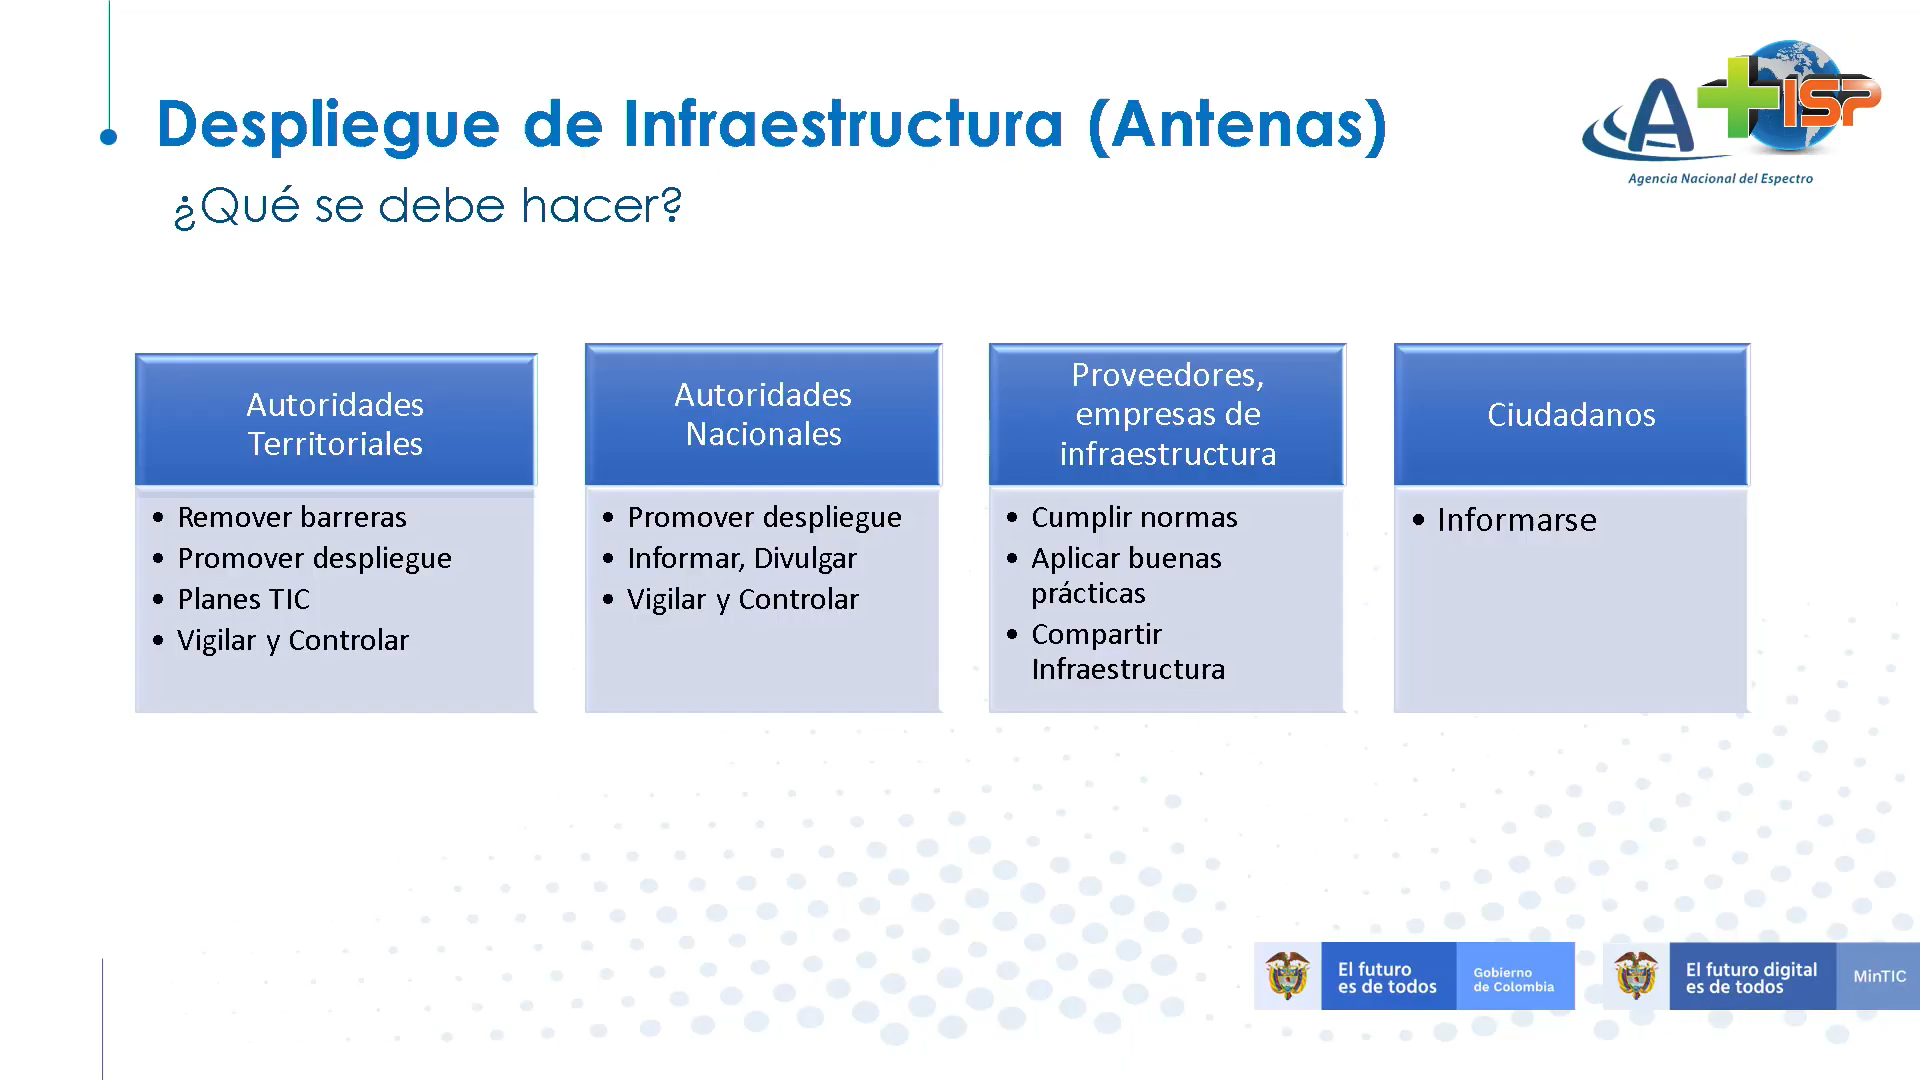 Despliegue de Infraestructura (Antenas)
¿Qué se debe hacer?
A
ISP
Agencia Nacional del Espectro
Autoridades
Territoriales
• Remover barreras
• Promover despliegue
• Planes TIC
• Vigilar y Controlar
Autoridades
Nacionales
• Promover despliegue
• Informar, Divulgar
• Vigilar y Controlar
Proveedores,
empresas de
infraestructura
• Cumplir normas
• Aplicar buenas
prácticas
• Compartir
Infraestructura
Ciudadanos
• Informarse
El futuro
es de todos
Gobierno
de Colombia
El futuro digital
es de todos
MinTIC